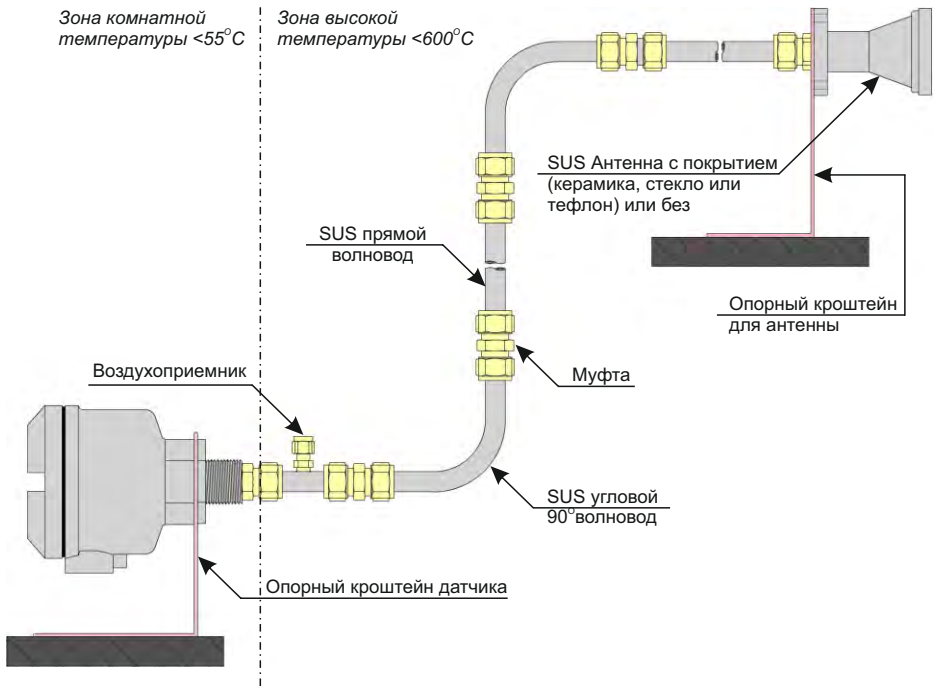 Зона комнатной
температуры <55°C
Зона высокой
температуры <600°C
SUS Антенна с покрытием
(керамика, стекло или
тефлон) или без
SUS прямой
волновод
Опорный кроштейн
для антенны
Воздухоприемник
Муфта
SUS угловой
90°волновод
Опорный кроштейн датчика